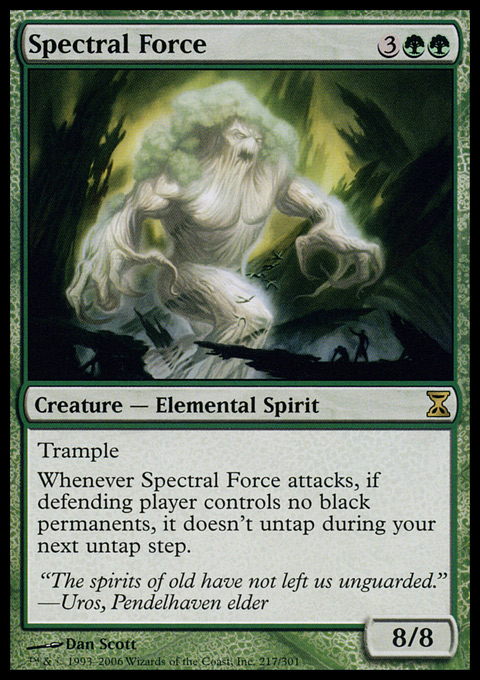 Spectral Force 3
Creature — Elemental Spirit
Trample
Whenever Spectral Force attacks, if
defending player controls no black
permanents, it doesn't untap during your
next untap step.
"The spirits of old have not left us unguarded."
—Uros, Pendelhaven elder
8/8
Dan Scott
™ & © 1993–2006 Wizards of the Coast, Inc. 217/301